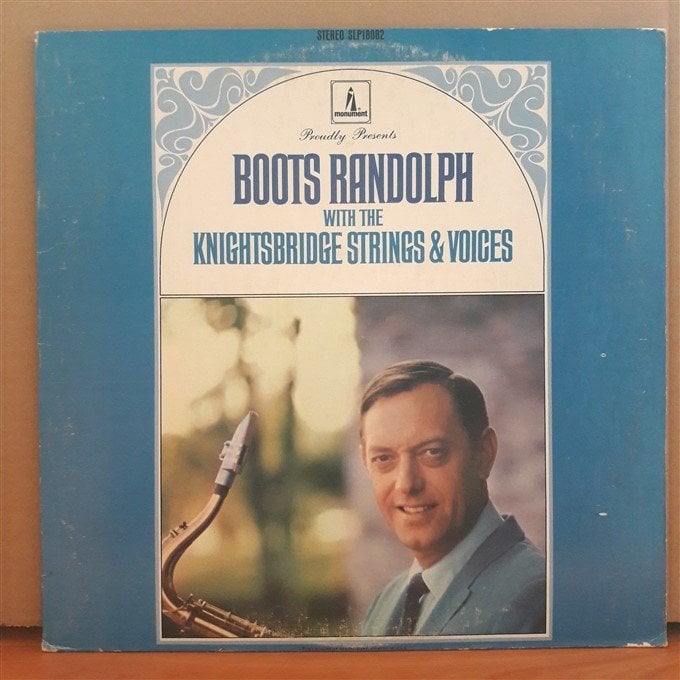 STEREO SLP18082
monument
Proudly Presents
BOOTS RANDOLPH
WITH THE
KNIGHTSBRIDGE STRINGS & VOICES